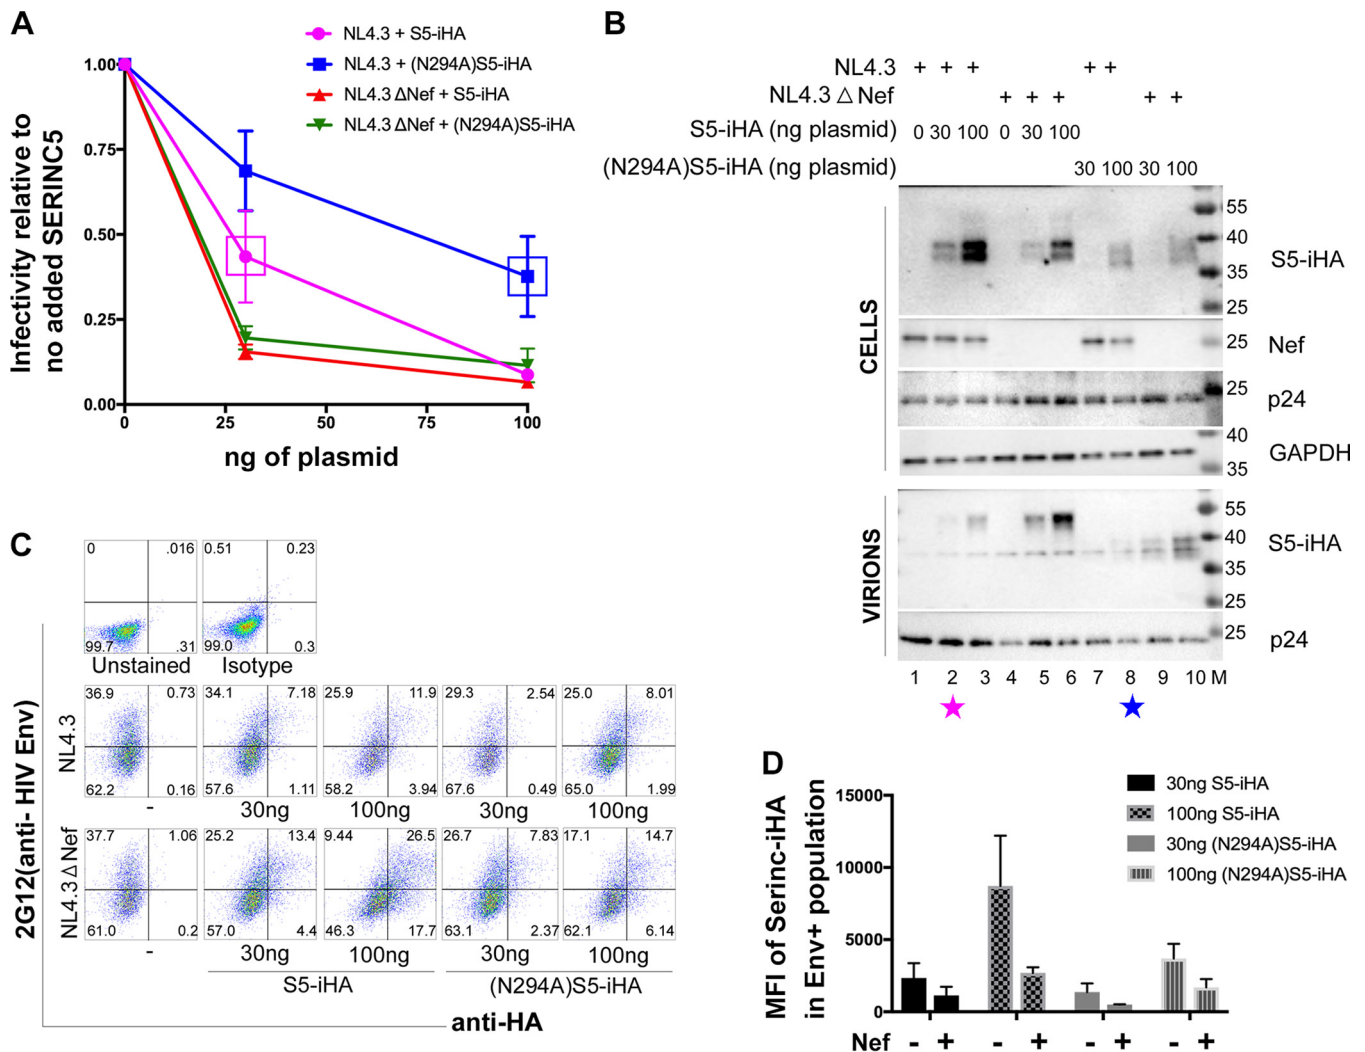 A
NL4.3 + S5-iHA
NL4.3 + (N294A)S5-iHA
NL4.3 ΔNef + S5-iHA
NL4.3 ΔNef + (N294A)S5-iHA
Infectivity relative to
no added SERINC5
1.00
0.75
0.50
0.25
0.00
0 25 50 75 100
ng of plasmid
B
NL4.3 + + + + +
NL4.3 △ Nef + + + + +
S5-iHA (ng plasmid) 0 30 100 0 30 100
(N294A)S5-iHA (ng plasmid) 30 100 30 100
CELLS
55
40
35
25
S5-iHA
25
Nef
25
p24
40
35
GAPDH
VIRIONS
55
40
35
25
S5-iHA
25
p24
1 2 3 4 5 6 7 8 9 10 M
C
2G12(anti- HIV Env)
0 .016 0.51 0.23
99.7 .31 99.0 0.3
Unstained Isotype
NL4.3
36.9 0.73 34.1 7.18 25.9 11.9 29.3 2.54 25.0 8.01
62.2 0.16 57.6 1.11 58.2 3.94 67.6 0.49 65.0 1.99
- 30ng 100ng 30ng 100ng
NL4.3 Δ Nef
37.7 1.06 25.2 13.4 9.44 26.5 26.7 7.83 17.1 14.7
61.0 0.2 57.0 4.4 46.3 17.7 63.1 2.37 62.1 6.14
- 30ng 100ng 30ng 100ng
S5-iHA (N294A)S5-iHA
anti-HA
D
30ng S5-iHA
100ng S5-iHA
30ng (N294A)S5-iHA
100ng (N294A)S5-iHA
MFI of Serinc-iHA
in Env+ population
15000
10000
5000
0
Nef - + - + - + - +